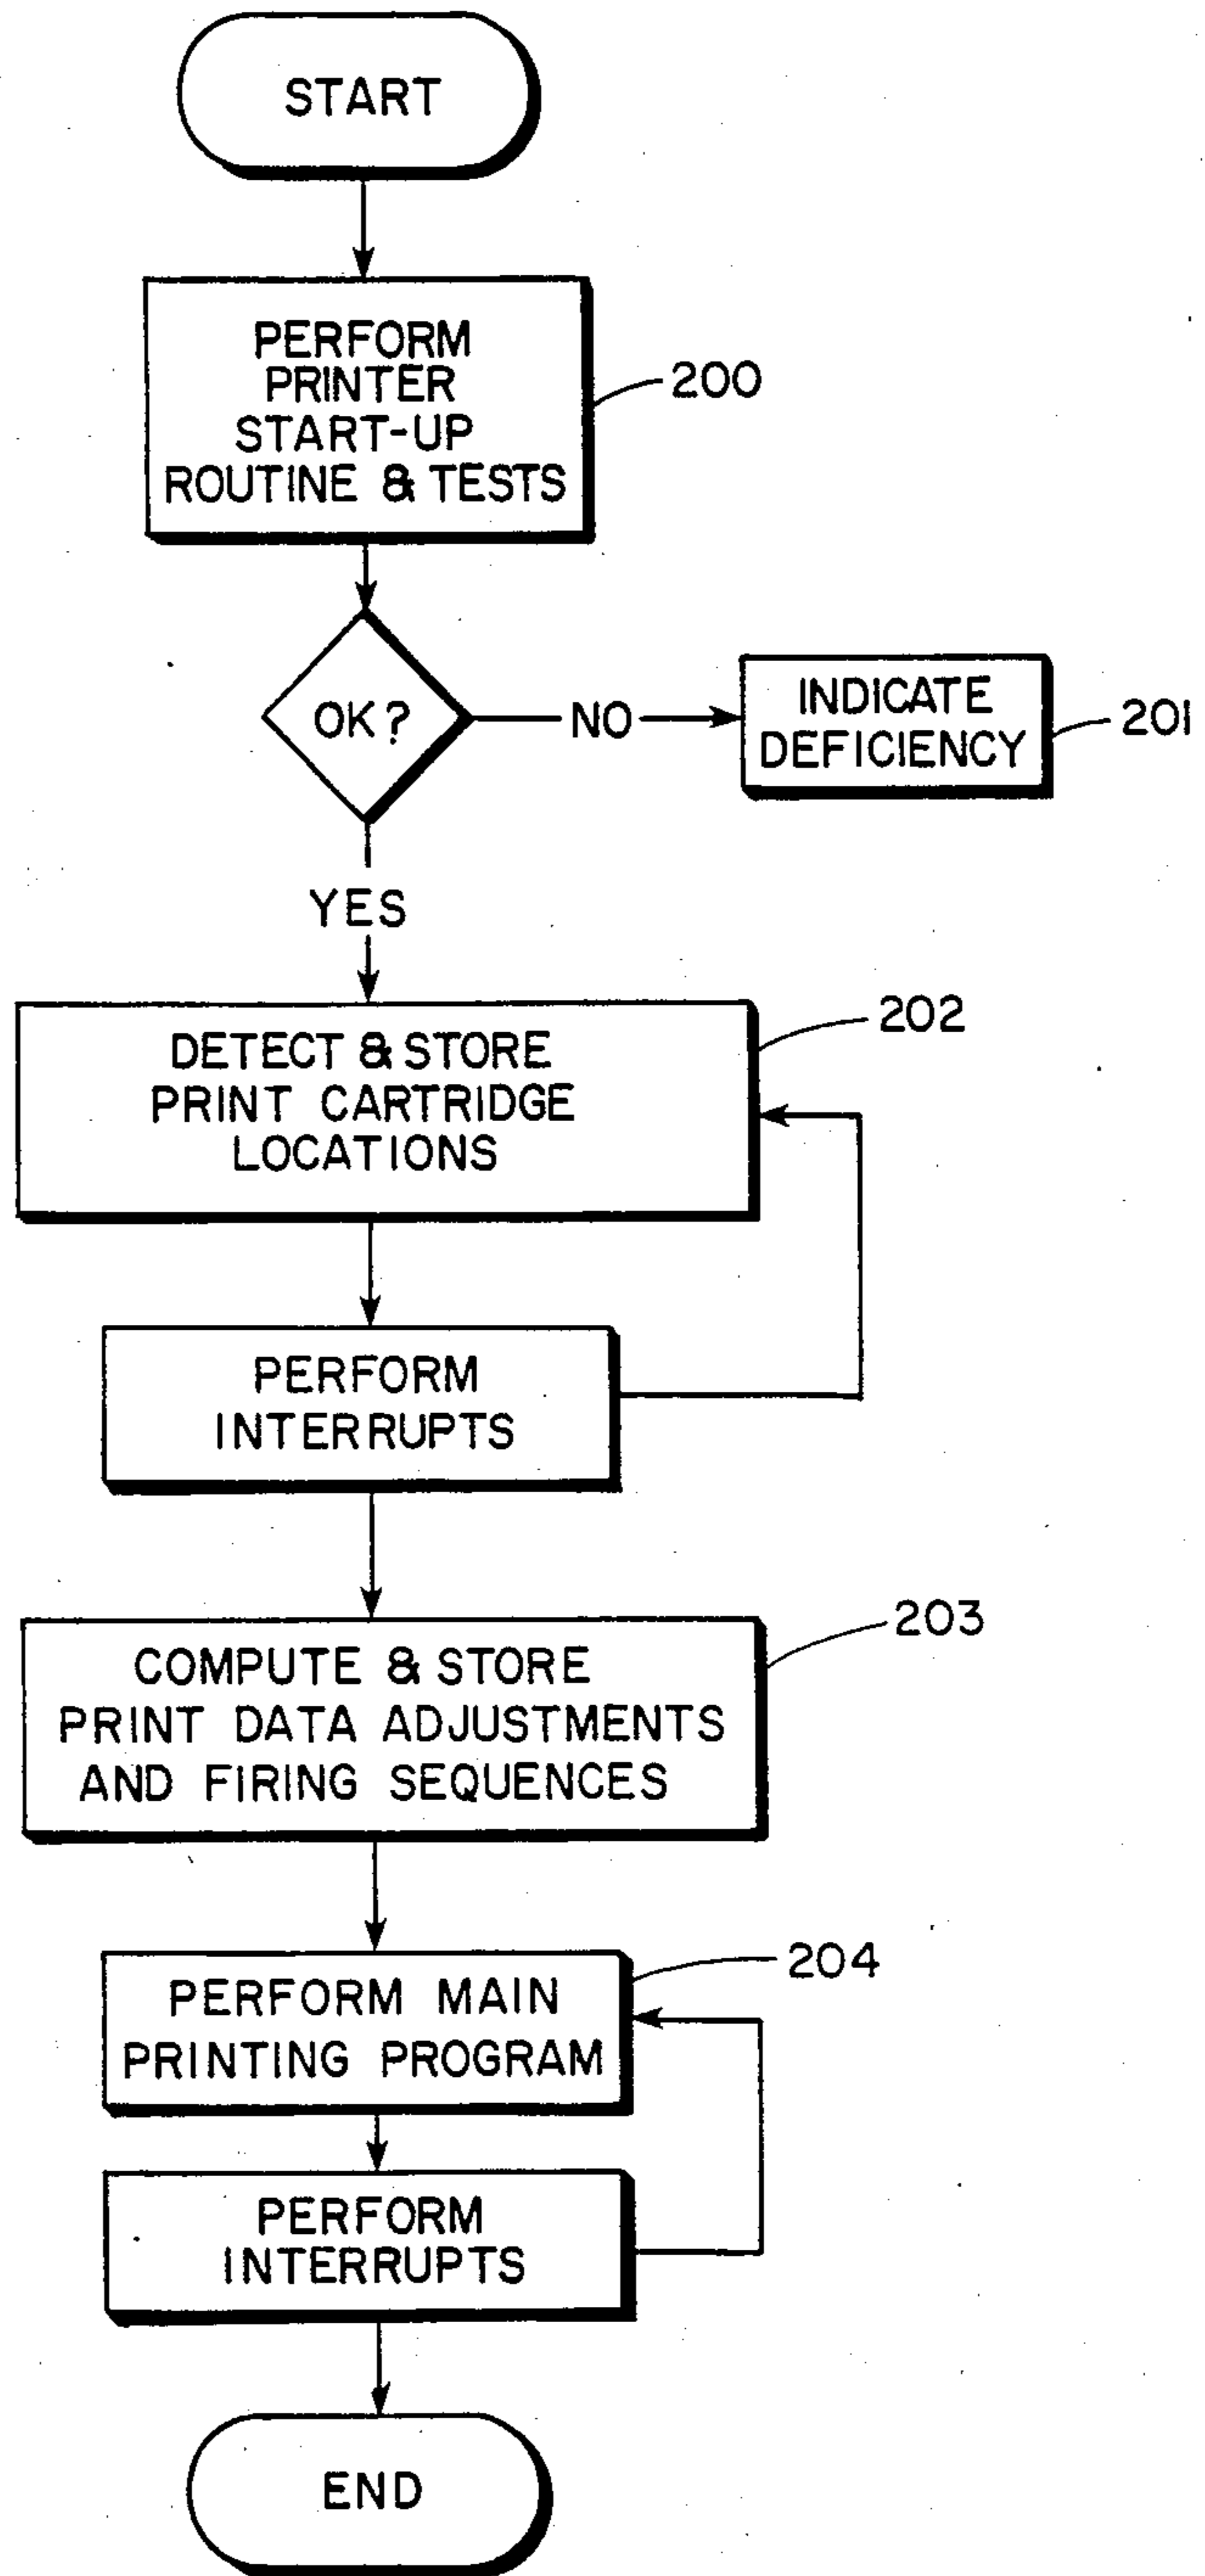 START
PERFORM
PRINTER
START-UP
ROUTINE & TESTS
200
OK?
NO
INDICATE
DEFICIENCY
201
YES
DETECT & STORE
PRINT CARTRIDGE
LOCATIONS
202
PERFORM
INTERRUPTS
COMPUTE & STORE
PRINT DATA ADJUSTMENTS
AND FIRING SEQUENCES
203
PERFORM MAIN
PRINTING PROGRAM
204
PERFORM
INTERRUPTS
END